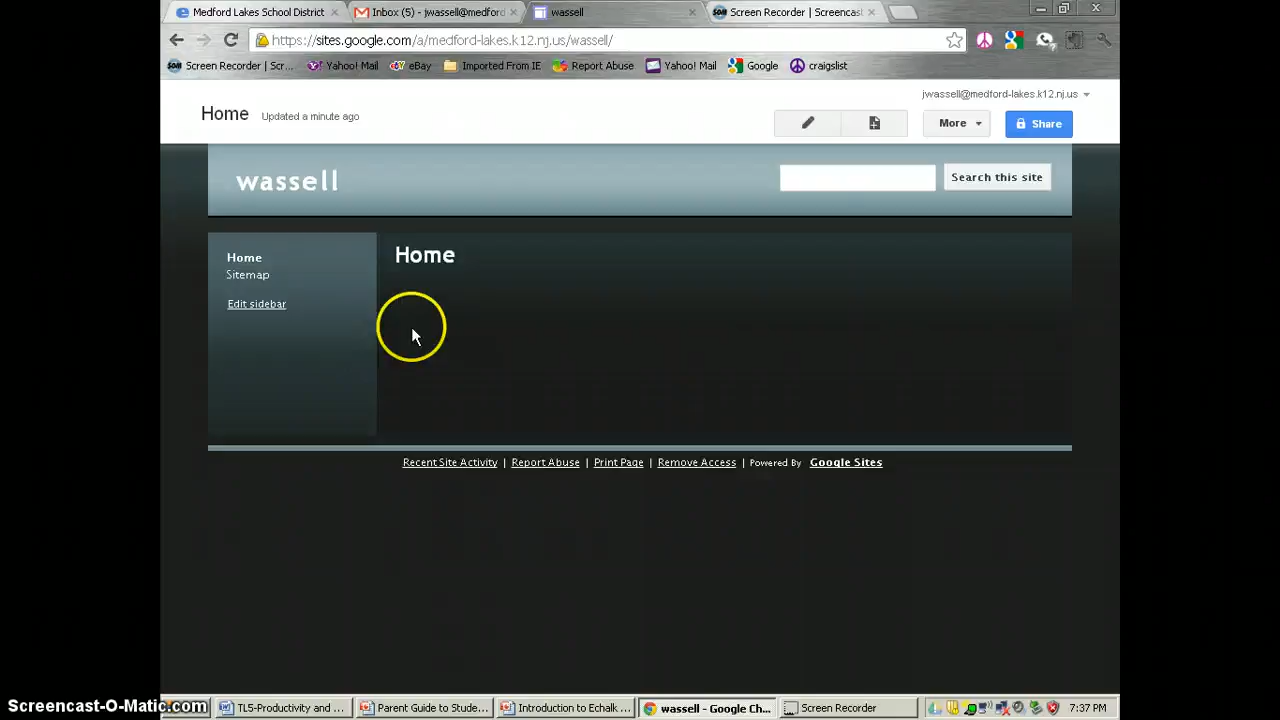 Medford Lakes School District
Inbox (5) - jwassell@medford
wassell
Screen Recorder | Screencast
https://sites.google.com/a/medford-lakes.k12.nj.us/wassell/
Screen Recorder | Scr...
Yahoo! Mail
eBay
Imported From IE
Report Abuse
Yahoo! Mail
Google
craigslist
jwassell@medford-lakes.k12.nj.us
Home
Updated a minute ago
More
Share
wassell
Search this site
Home
Sitemap
Edit sidebar
Home
Recent Site Activity | Report Abuse | Print Page | Remove Access | Powered By Google Sites
Screencast-O-Matic.com
TL5-Productivity and ...
Parent Guide to Stude...
Introduction to Echalk ...
wassell - Google Ch...
Screen Recorder
7:37 PM